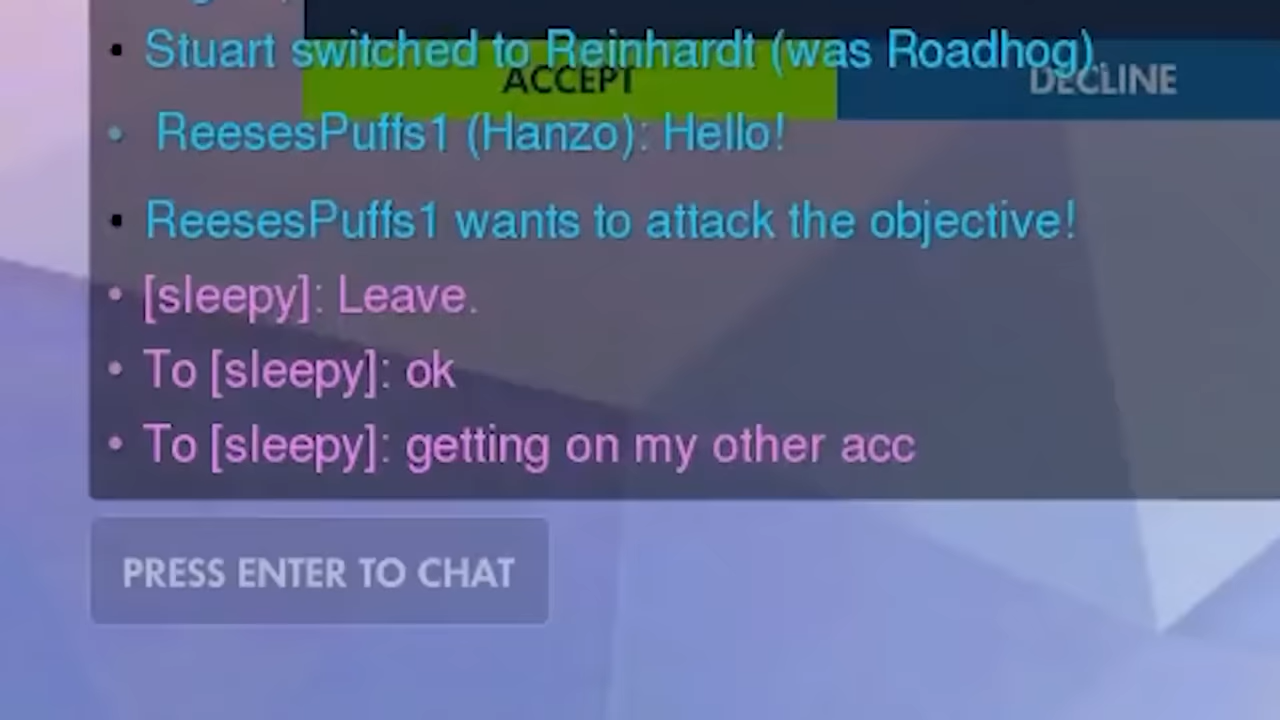 Stuart switched to Reinhardt (was Roadhog).
ACCEPT
DECLINE
ReesesPuffs1 (Hanzo): Hello!
ReesesPuffs1 wants to attack the objective!
[sleepy]: Leave.
To [sleepy]: ok
To [sleepy]: getting on my other acc
PRESS ENTER TO CHAT